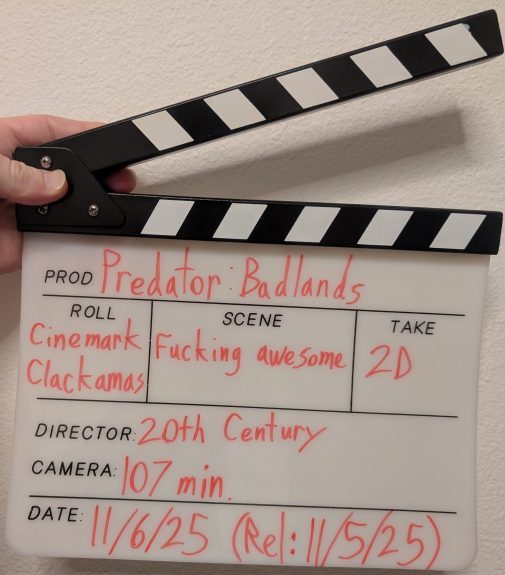 PROD Predator: Badlands
ROLL SCENE TAKE
Cinemark Fucking awesome 2D
Clackamas
DIRECTOR: 20th Century
CAMERA: 107 min.
DATE: 11/6/25 (Rel: 11/5/25)